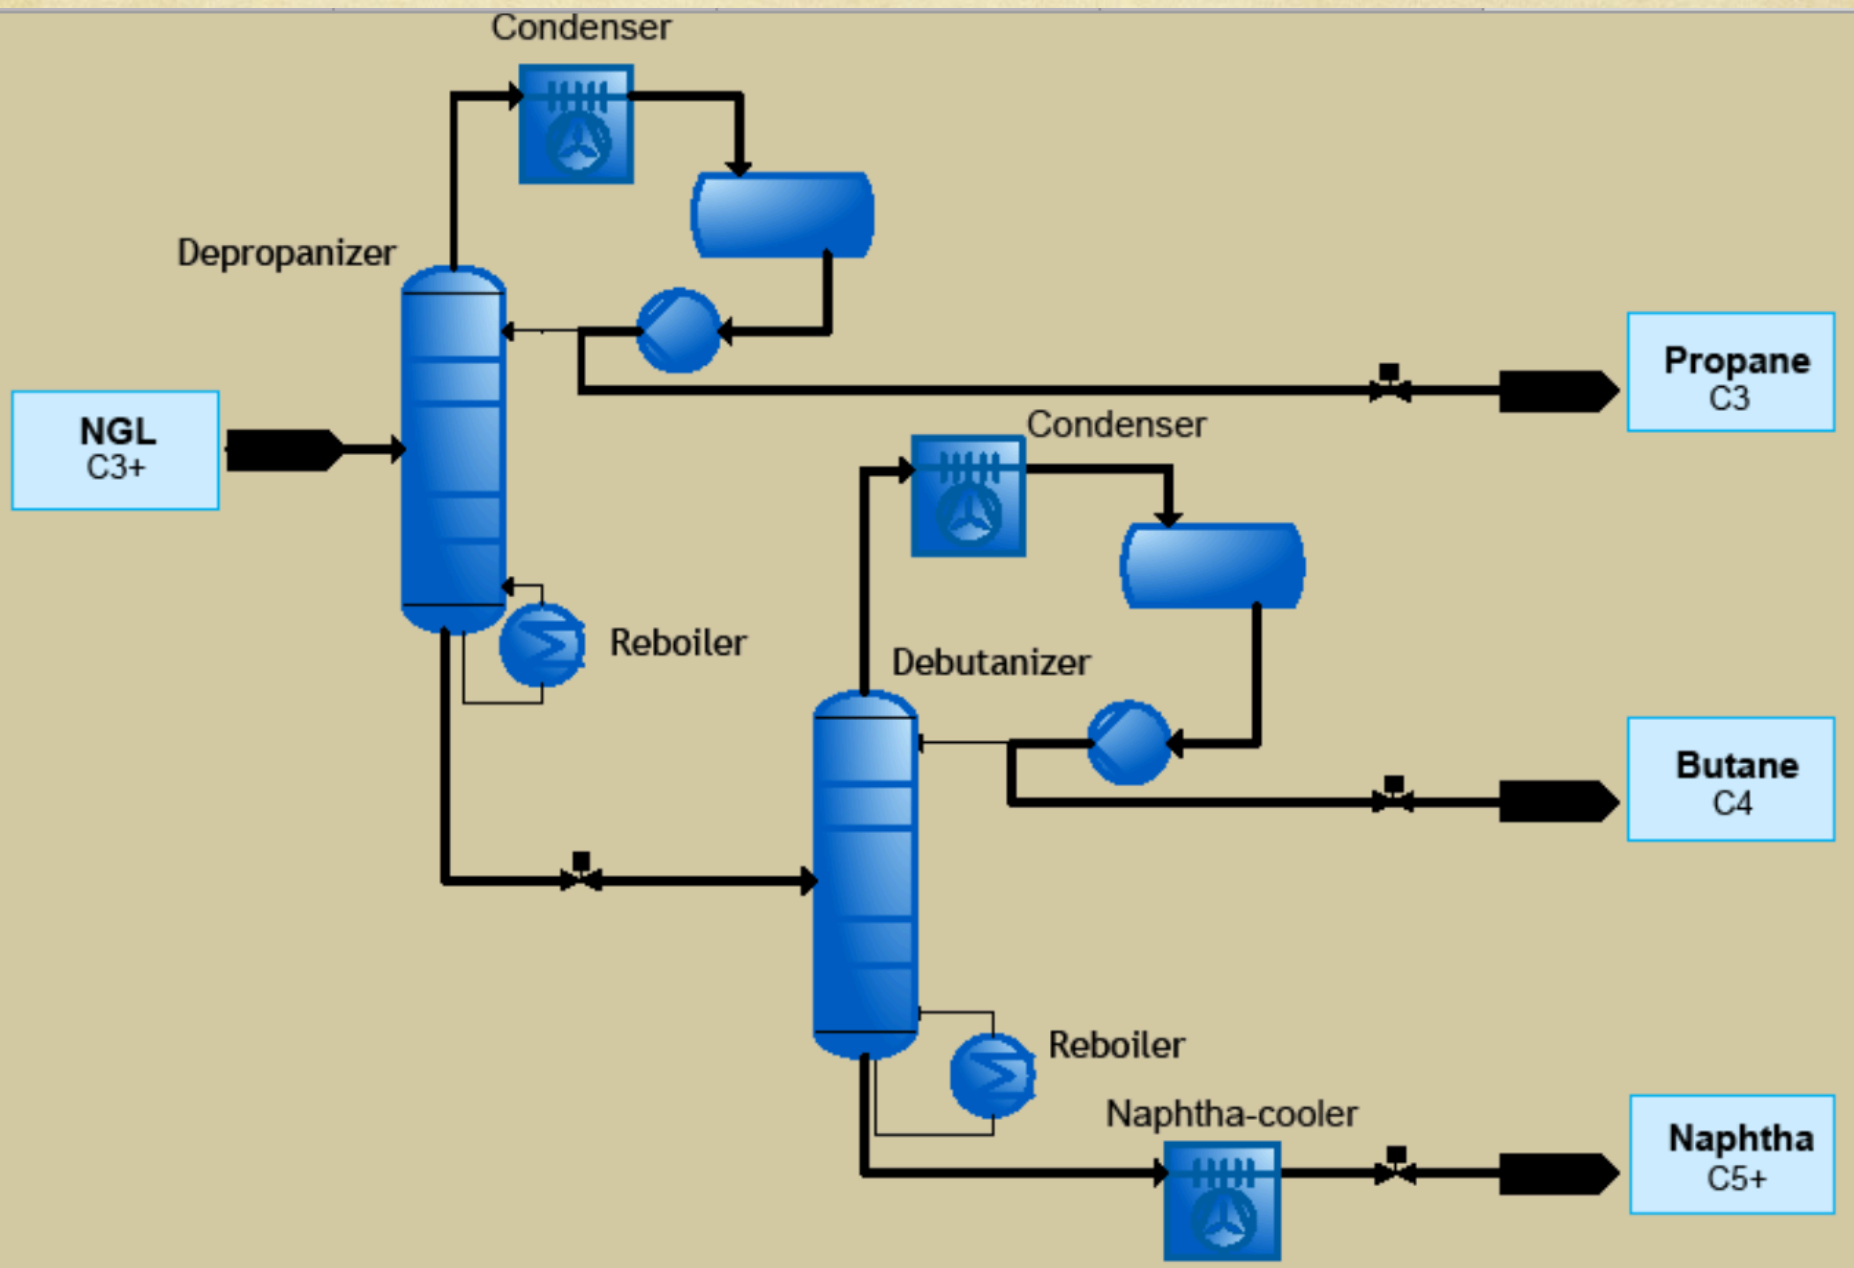 Condenser
Depropanizer
NGL
C3+
Propane
C3
Condenser
Reboiler
Debutanizer
Butane
C4
Reboiler
Naphtha-cooler
Naphtha
C5+